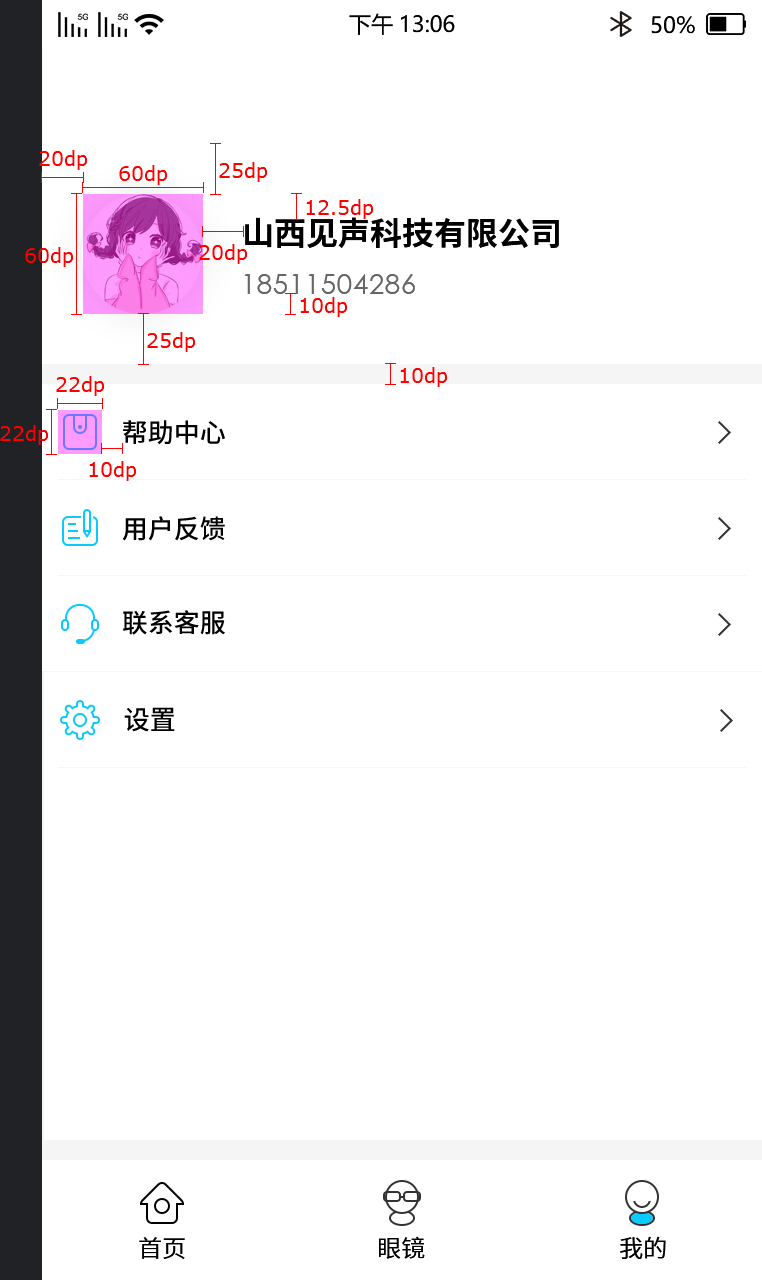 5G 5G 下午 13:06 50%
20dp
60dp
25dp
12.5dp
山西见声科技有限公司
60dp
20dp
18511504286
10dp
25dp
10dp
22dp
22dp
帮助中心
10dp
用户反馈
联系客服
设置
首页 眼镜 我的